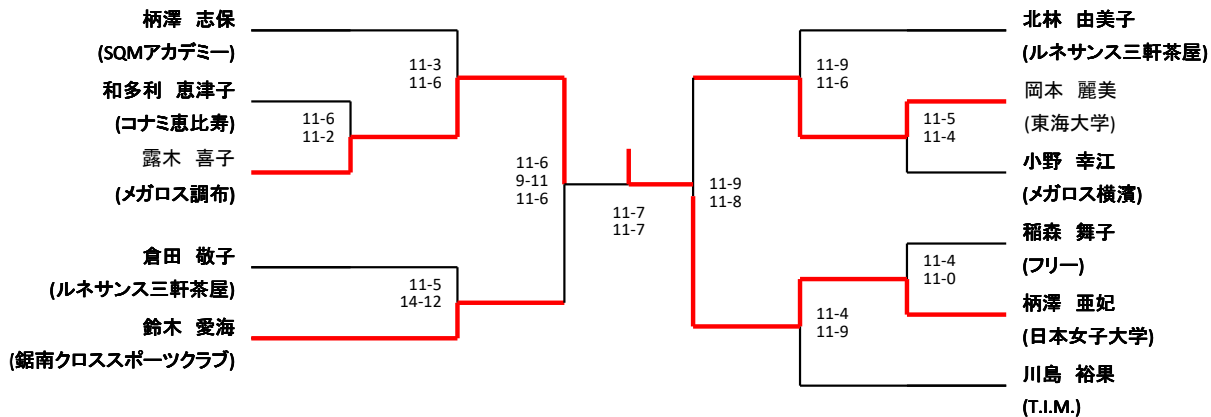 柄澤 志保
(SQMアカデミー)
和多利 恵津子
(コナミ恵比寿)
露木 喜子
(メガロス調布)
倉田 敬子
(ルネサンス三軒茶屋)
鈴木 愛海
(鋸南クロススポーツクラブ)
11-3
11-6
11-6
11-2
11-5
14-12
11-6
9-11
11-6
11-7
11-7
11-9
11-8
11-9
11-6
11-5
11-4
11-4
11-0
11-4
11-9
北林 由美子
(ルネサンス三軒茶屋)
岡本 麗美
(東海大学)
小野 幸江
(メガロス横濱)
稲森 舞子
(フリー)
柄澤 亜妃
(日本女子大学)
川島 裕果
(T.I.M.)